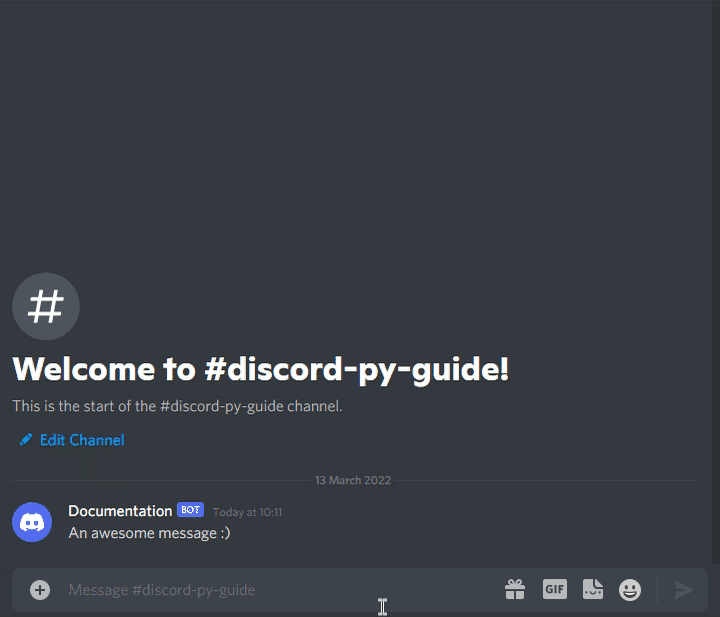 Welcome to #discord-py-guide!
This is the start of the #discord-py-guide channel.
Edit Channel
13 March 2022
Documentation BOT Today at 10:11
An awesome message :)
Message #discord-py-guide GIF